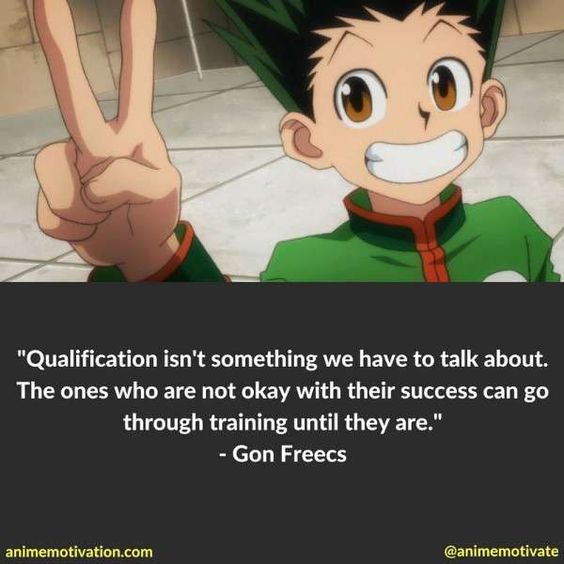 "Qualification isn't something we have to talk about.
The ones who are not okay with their success can go
through training until they are."
- Gon Freecs
animemotivation.com
@animemotivate